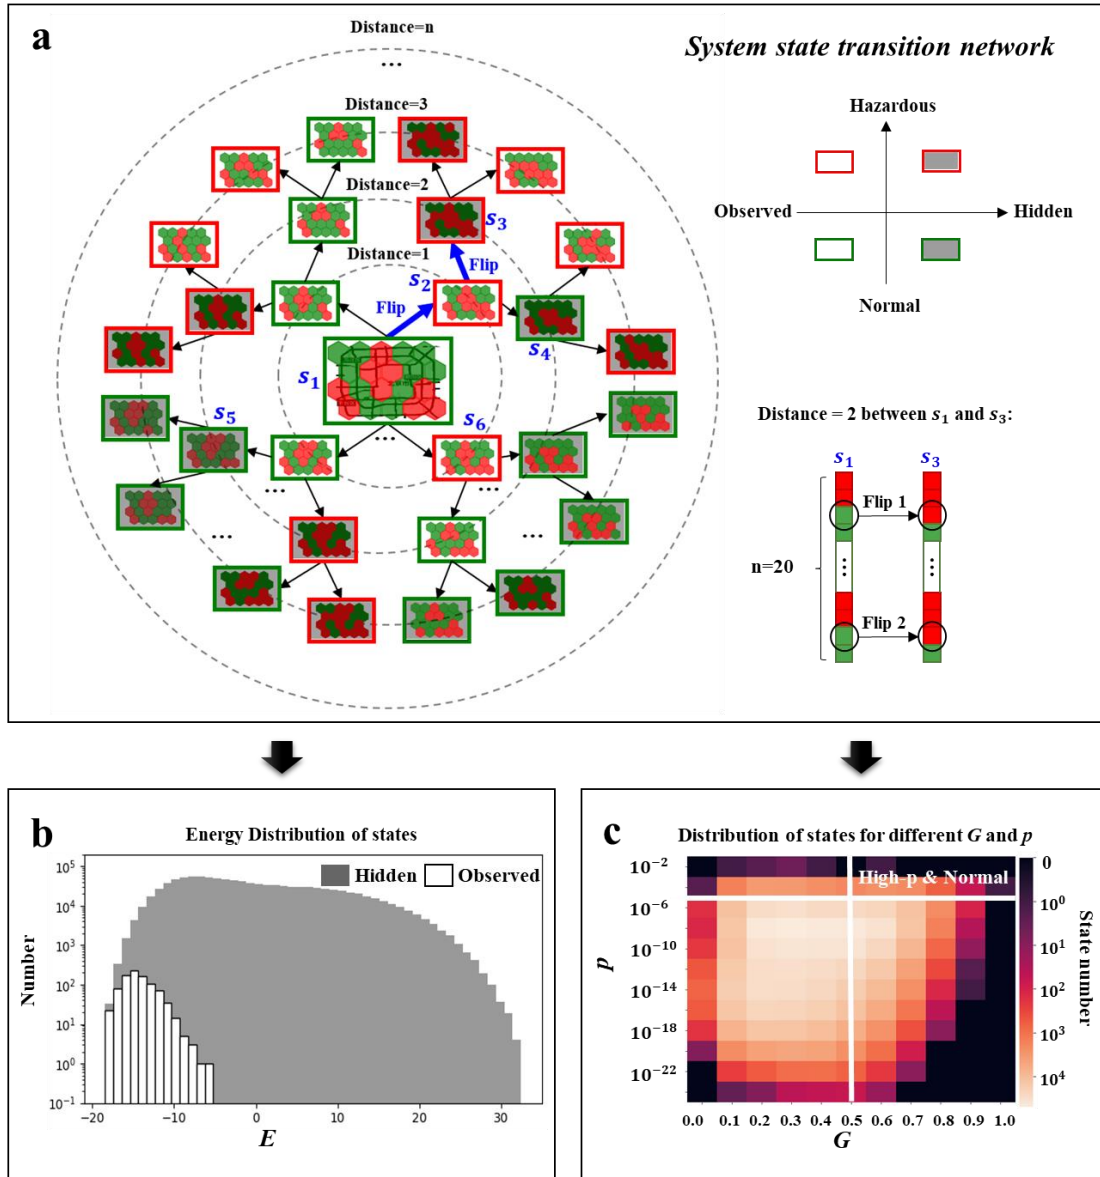 a
Distance=n
...
System state transition network
Distance=3
Distance=2
Distance=1
s3
Flip
s2
Flip
s1
s4
s5
s6
...
...
...
...
...
Hazardous
Observed
Hidden
Normal
Distance = 2 between s1 and s3:
s1 s3
Flip 1
n=20
Flip 2
b
Energy Distribution of states
Hidden Observed
Number
10^5
10^4
10^3
10^2
10^1
10^0
10^-1
-20 -10 0 10 20 30
E
c
Distribution of states for different G and p
High-p & Normal
p
10^-2
10^-6
10^-10
10^-14
10^-18
10^-22
0.0 0.1 0.2 0.3 0.4 0.5 0.6 0.7 0.8 0.9 1.0
G
0
10^0
10^1
10^2
10^3
10^4
State number